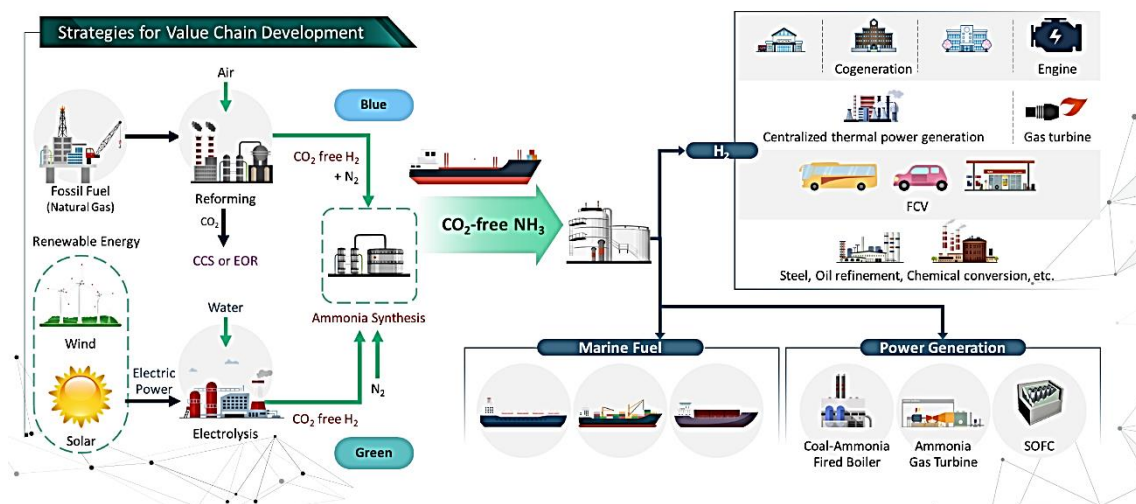 Strategies for Value Chain Development
Air
Blue
Fossil Fuel
(Natural Gas)
Reforming
CO₂ free H₂
+ N₂
CO₂
CCS or EOR
Renewable Energy
Wind
Solar
Electric
Power
Water
Electrolysis
Ammonia Synthesis
CO₂ free H₂
N₂
Green
CO₂-free NH₃
H₂
Cogeneration
Engine
Centralized thermal power generation
Gas turbine
FCV
Steel, Oil refinement, Chemical conversion, etc.
Marine Fuel
Power Generation
Coal-Ammonia
Fired Boiler
Ammonia
Gas Turbine
SOFC